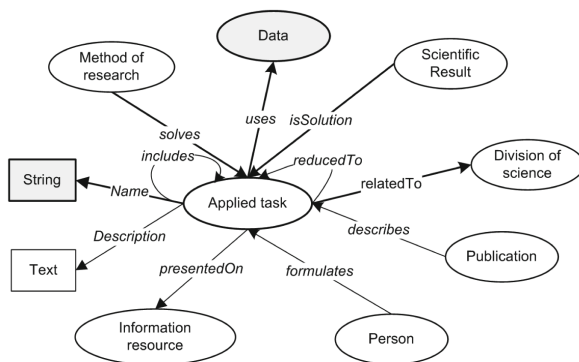 Data
Method of
research
Scientific
Result
solves
uses
isSolution
includes
reducedTo
String
Name
Applied task
relatedTo
Division of
science
Description
describes
Text
presentedOn
formulates
Publication
Information
resource
Person